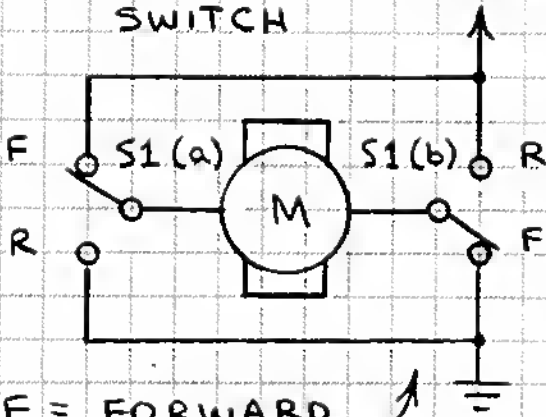 SWITCH
F S1(a) S1(b) R
M
R F
F = FORWARD